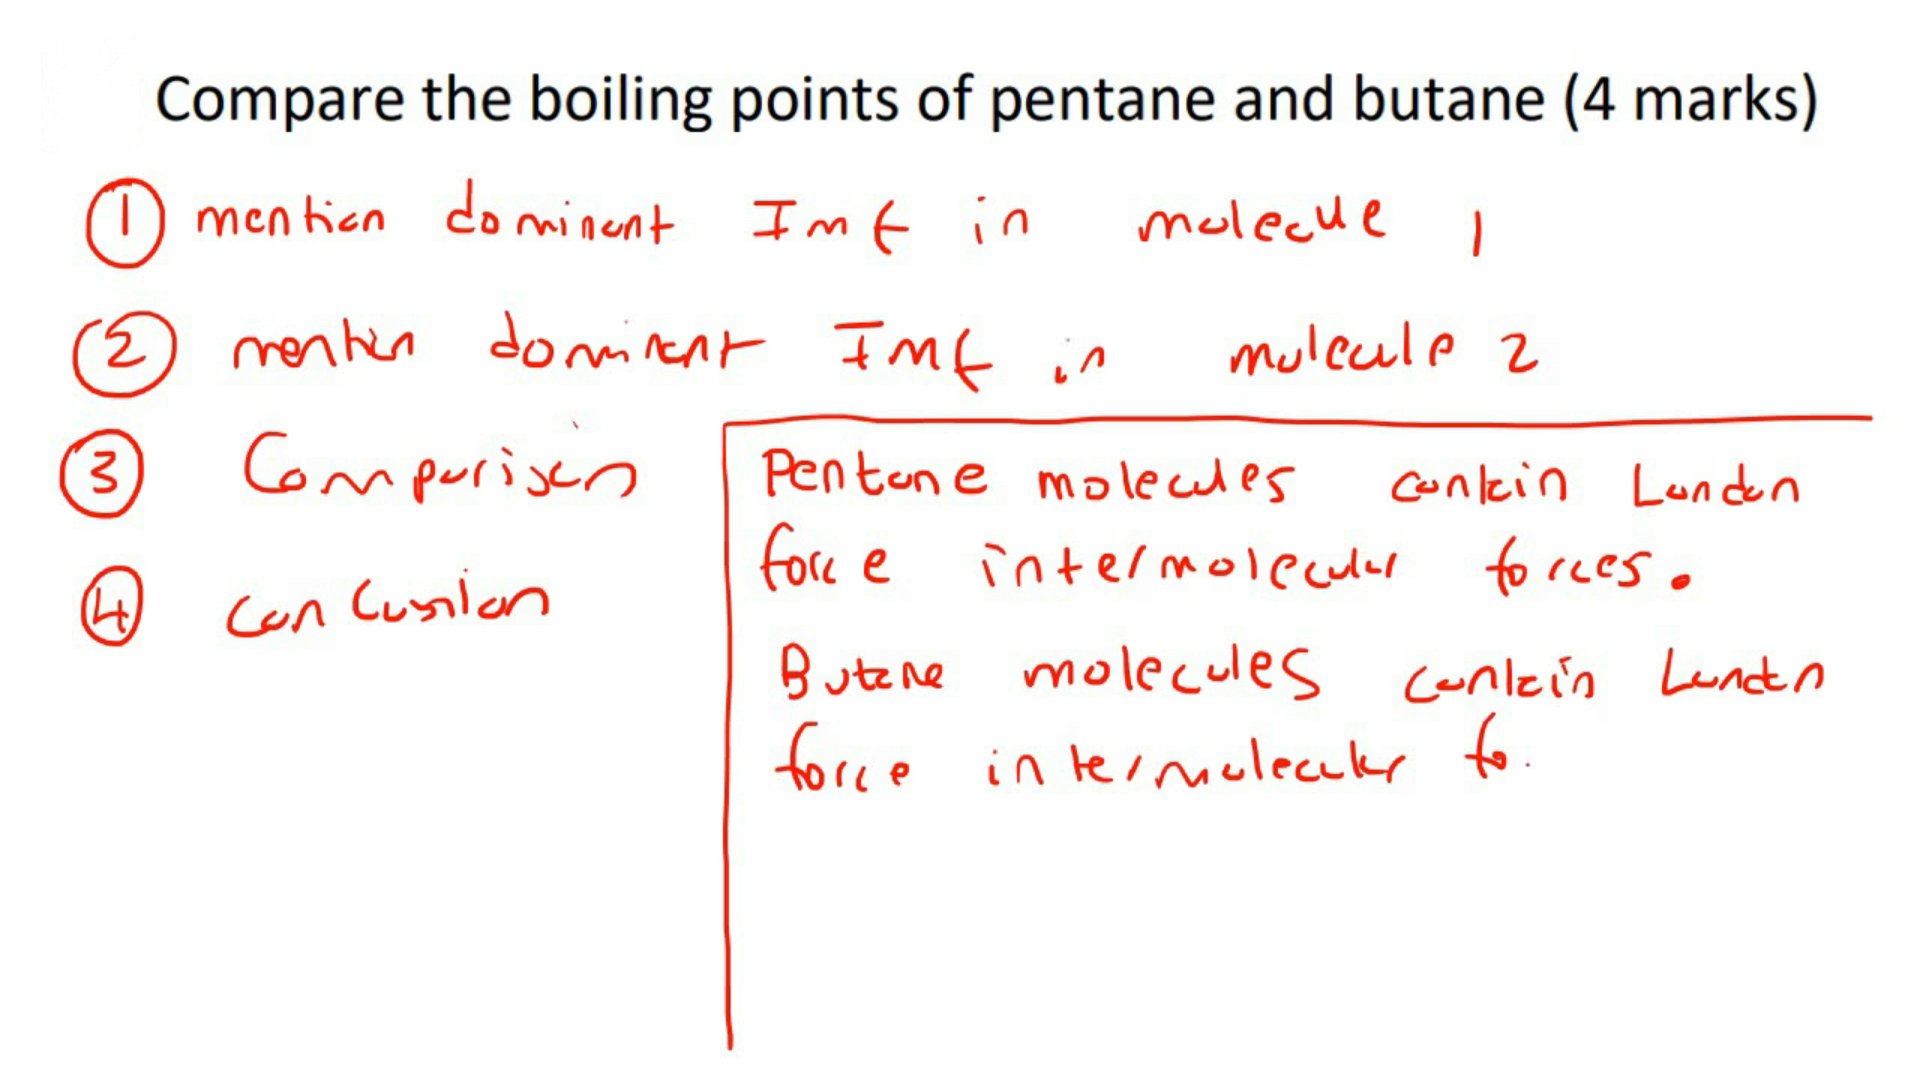 Compare the boiling points of pentane and butane (4 marks)
1 mention dominant Imf in molecule 1
2 mention dominant Imf in molecule 2
3 Comparison
4 conclusion
Pentane molecules contain London
force intermolecular forces.
Butane molecules contain London
force intermolecular fo